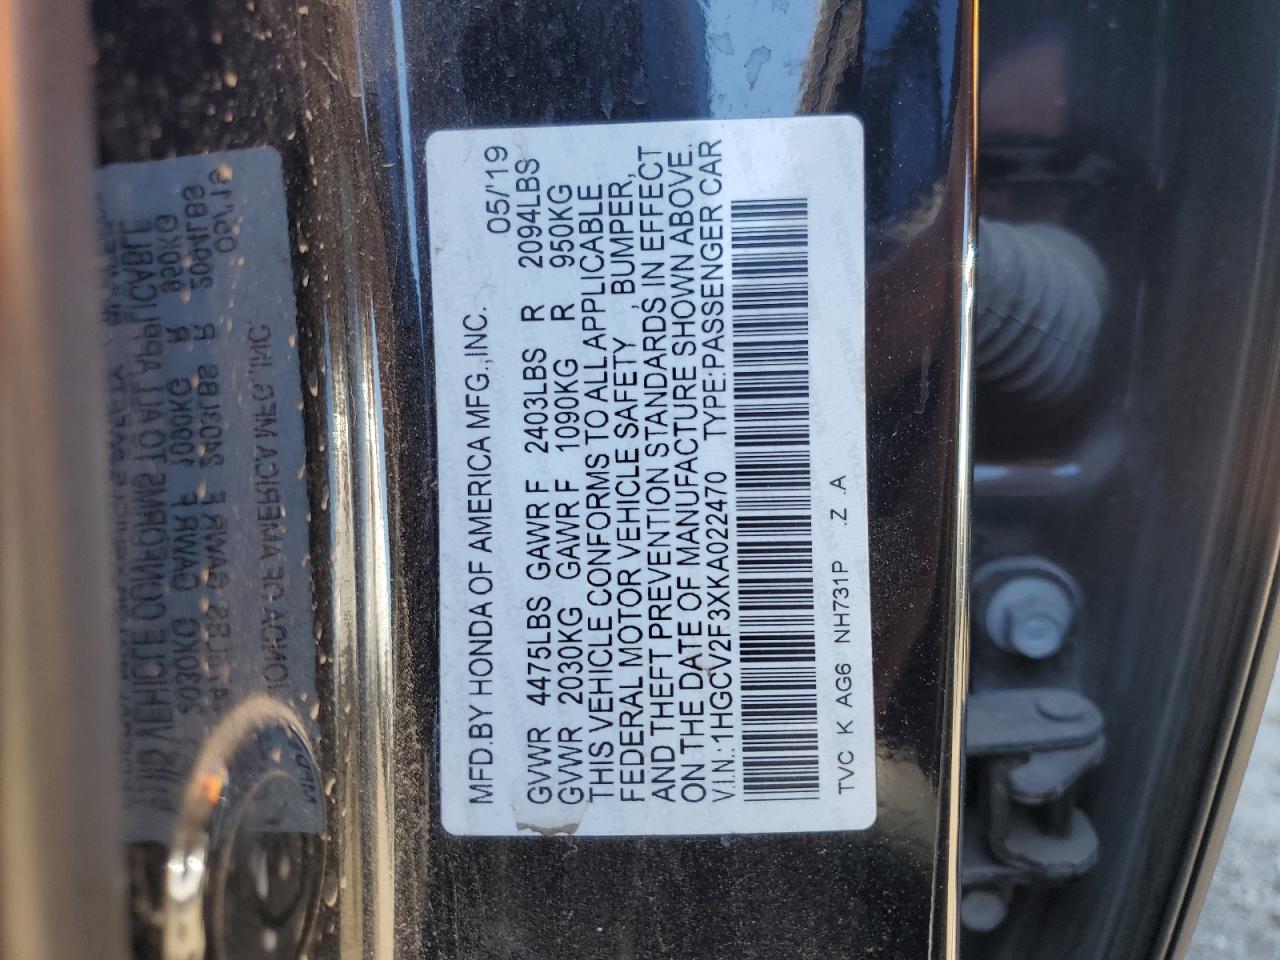 MFD.BY HONDA OF AMERICA MFG.,INC. 05/'19
GVWR 4475LBS GAWR F 2403LBS R 2094LBS
GVWR 2030KG GAWR F 1090KG R 950KG
THIS VEHICLE CONFORMS TO ALL APPLICABLE
FEDERAL MOTOR VEHICLE SAFETY ,BUMPER,
AND THEFT PREVENTION STANDARDS IN EFFECT
ON THE DATE OF MANUFACTURE SHOWN ABOVE.
V.I.N.:1HGCV2F3XKA022470 TYPE:PASSENGER CAR
TVC K AG6 NH731P .Z .A